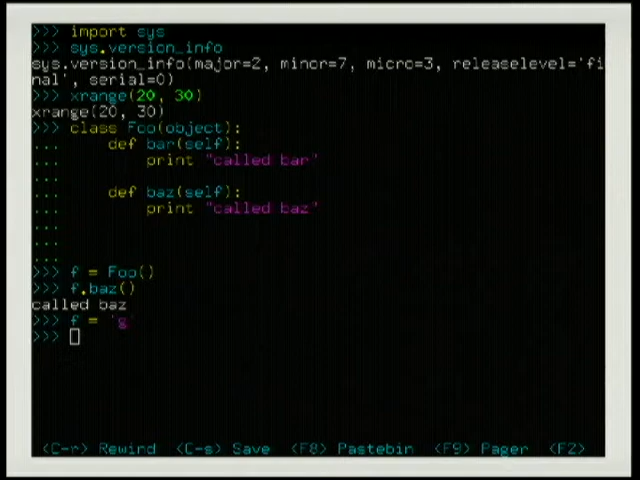 >>> import sys
>>> sys.version_info
sys.version_info(major=2, minor=7, micro=3, releaselevel='fi
nal', serial=0)
>>> xrange(20, 30)
xrange(20, 30)
>>> class Foo(object):
...     def bar(self):
...         print "called bar"
...
...     def baz(self):
...         print "called baz"
...
...
...
>>> f = Foo()
>>> f.baz()
called baz
>>> f = 'g'
>>>
<C-r> Rewind <C-s> Save <F8> Pastebin <F9> Pager <F2>